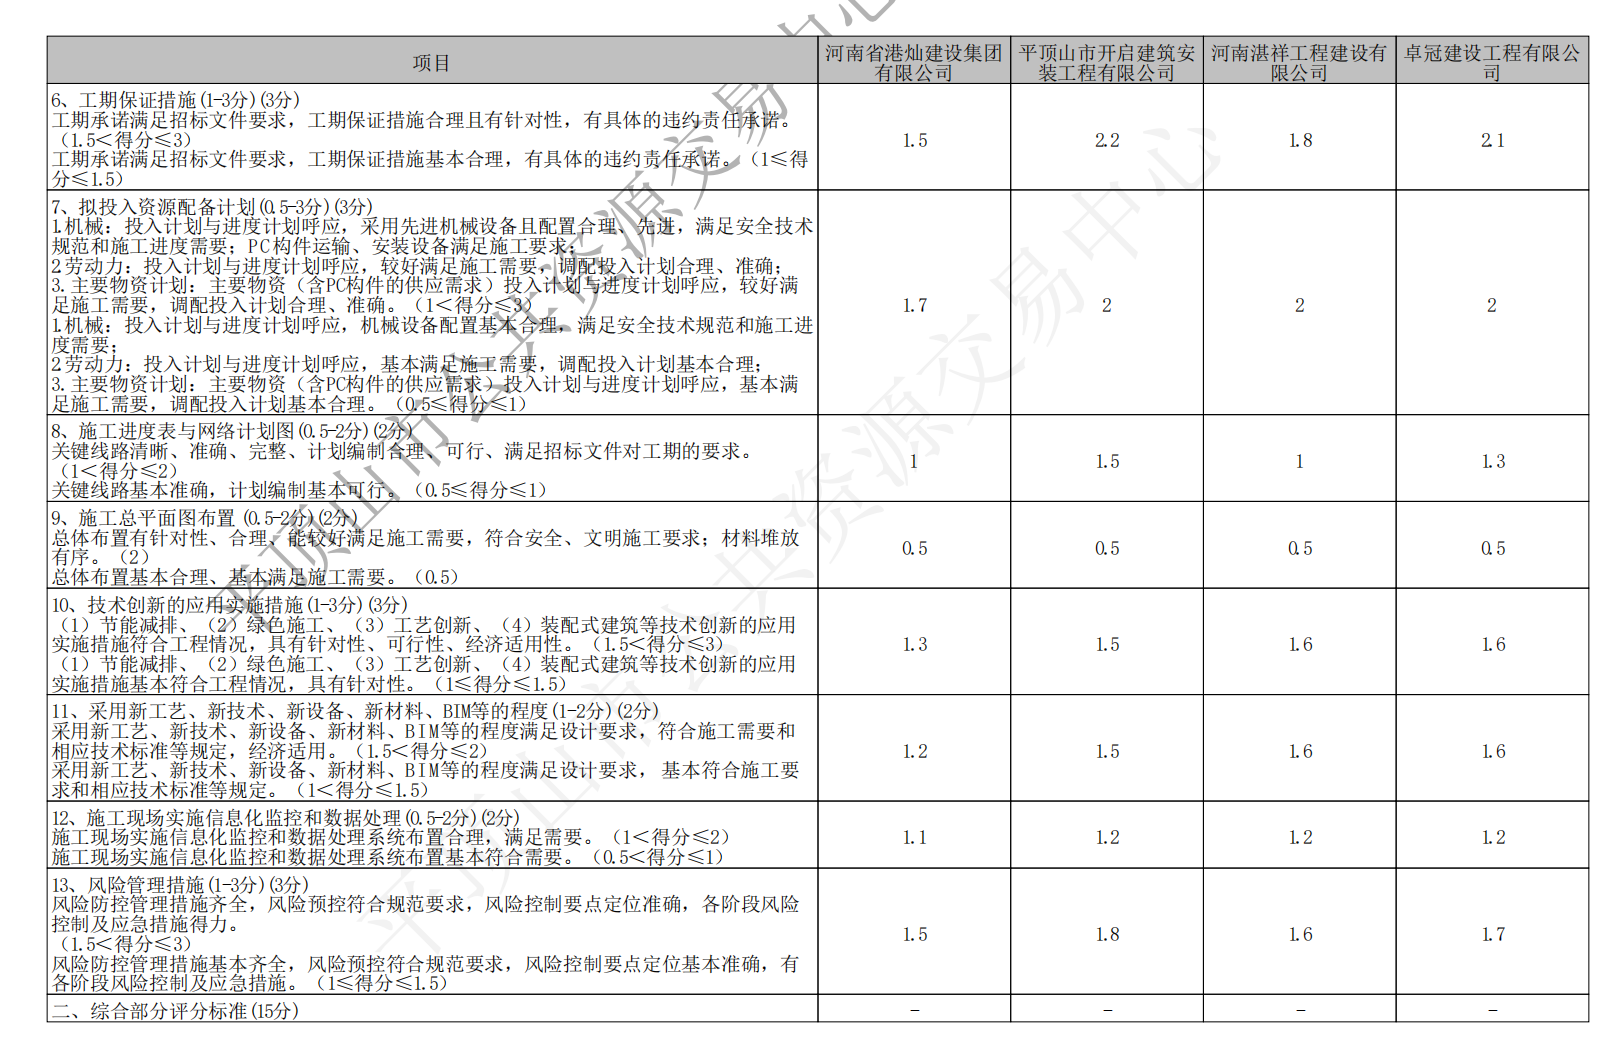 项目
河南省港灿建设集团
有限公司
平顶山市开启建筑安
装工程有限公司
河南湛祥工程建设有
限公司
卓冠建设工程有限公
司
6、工期保证措施(1-3分)(3分)
工期承诺满足招标文件要求，工期保证措施合理且有针对性，有具体的违约责任承诺。
（1.5＜得分≤3）
工期承诺满足招标文件要求，工期保证措施基本合理，有具体的违约责任承诺。（1≤得
分≤1.5）
1.5
2.2
1.8
2.1
7、拟投入资源配备计划(0.5-3分)(3分)
1.机械：投入计划与进度计划呼应，采用先进机械设备且配置合理、先进，满足安全技术
规范和施工进度需要；PC构件运输、安装设备满足施工要求；
2劳动力：投入计划与进度计划呼应，较好满足施工需要，调配投入计划合理、准确；
3.主要物资计划：主要物资（含PC构件的供应需求）投入计划与进度计划呼应，较好满
足施工需要，调配投入计划合理、准确。（1＜得分≤3）
1.机械：投入计划与进度计划呼应，机械设备配置基本合理，满足安全技术规范和施工进
度需要；
2劳动力：投入计划与进度计划呼应，基本满足施工需要，调配投入计划基本合理；
3.主要物资计划：主要物资（含PC构件的供应需求）投入计划与进度计划呼应，基本满
足施工需要，调配投入计划基本合理。（0.5≤得分≤1）
1.7
2
2
2
8、施工进度表与网络计划图(0.5-2分)(2分)
关键线路清晰、准确、完整、计划编制合理、可行、满足招标文件对工期的要求。
（1＜得分≤2）
关键线路基本准确，计划编制基本可行。（0.5≤得分≤1）
1
1.5
1
1.3
9、施工总平面图布置(0.5-2分)(2分)
总体布置有针对性、合理、能较好满足施工需要，符合安全、文明施工要求；材料堆放
有序。（2）
总体布置基本合理、基本满足施工需要。（0.5）
0.5
0.5
0.5
0.5
10、技术创新的应用实施措施(1-3分)(3分)
（1）节能减排、（2）绿色施工、（3）工艺创新、（4）装配式建筑等技术创新的应用
实施措施符合工程情况，具有针对性、可行性、经济适用性。（1.5＜得分≤3）
（1）节能减排、（2）绿色施工、（3）工艺创新、（4）装配式建筑等技术创新的应用
实施措施基本符合工程情况，具有针对性。（1≤得分≤1.5）
1.3
1.5
1.6
1.6
11、采用新工艺、新技术、新设备、新材料、BIM等的程度(1-2分)(2分)
采用新工艺、新技术、新设备、新材料、BIM等的程度满足设计要求，符合施工需要和
相应技术标准等规定，经济适用。（1.5＜得分≤2）
采用新工艺、新技术、新设备、新材料、BIM等的程度满足设计要求，基本符合施工要
求和相应技术标准等规定。（1＜得分≤1.5）
1.2
1.5
1.6
1.6
12、施工现场实施信息化监控和数据处理(0.5-2分)(2分)
施工现场实施信息化监控和数据处理系统布置合理，满足需要。（1＜得分≤2）
施工现场实施信息化监控和数据处理系统布置基本符合需要。（0.5＜得分≤1）
1.1
1.2
1.2
1.2
13、风险管理措施(1-3分)(3分)
风险防控管理措施齐全，风险预控符合规范要求，风险控制要点定位准确，各阶段风险
控制及应急措施得力。
（1.5＜得分≤3）
风险防控管理措施基本齐全，风险预控符合规范要求，风险控制要点定位基本准确，有
各阶段风险控制及应急措施。（1≤得分≤1.5）
1.5
1.8
1.6
1.7
二、综合部分评分标准(15分)
-
-
-
-
平顶山市公共资源交易中心
平顶山市公共资源交易中心